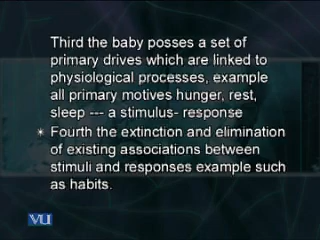 Third the baby posses a set of
primary drives which are linked to
physiological processes, example
all primary motives hunger, rest,
sleep --- a stimulus- response
✶ Fourth the extinction and elimination
of existing associations between
stimuli and responses example such
as habits.
VU